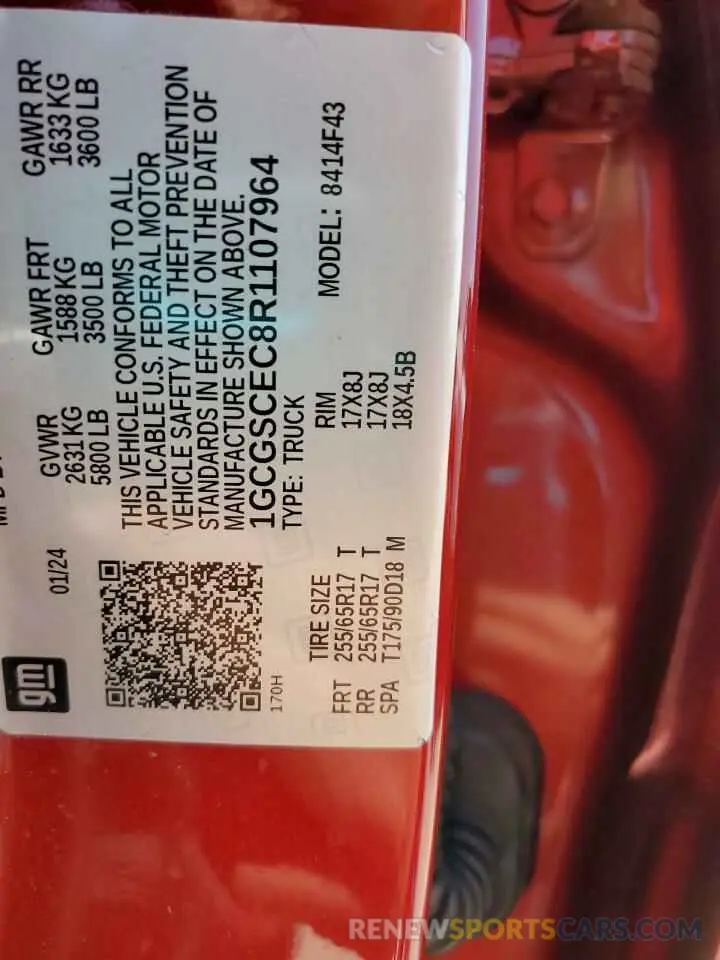 gm
01/24
GVWR GAWR FRT GAWR RR
2631 KG 1588 KG 1633 KG
5800 LB 3500 LB 3600 LB
THIS VEHICLE CONFORMS TO ALL
APPLICABLE U.S. FEDERAL MOTOR
VEHICLE SAFETY AND THEFT PREVENTION
STANDARDS IN EFFECT ON THE DATE OF
MANUFACTURE SHOWN ABOVE.
1GCGSCEC8R1107964
TYPE: TRUCK MODEL: 8414F43
170H
TIRE SIZE RIM
FRT 255/65R17 T 17X8J
RR 255/65R17 T 17X8J
SPA T175/90D18 M 18X4.5B
RENEWSPORTSCARS.COM